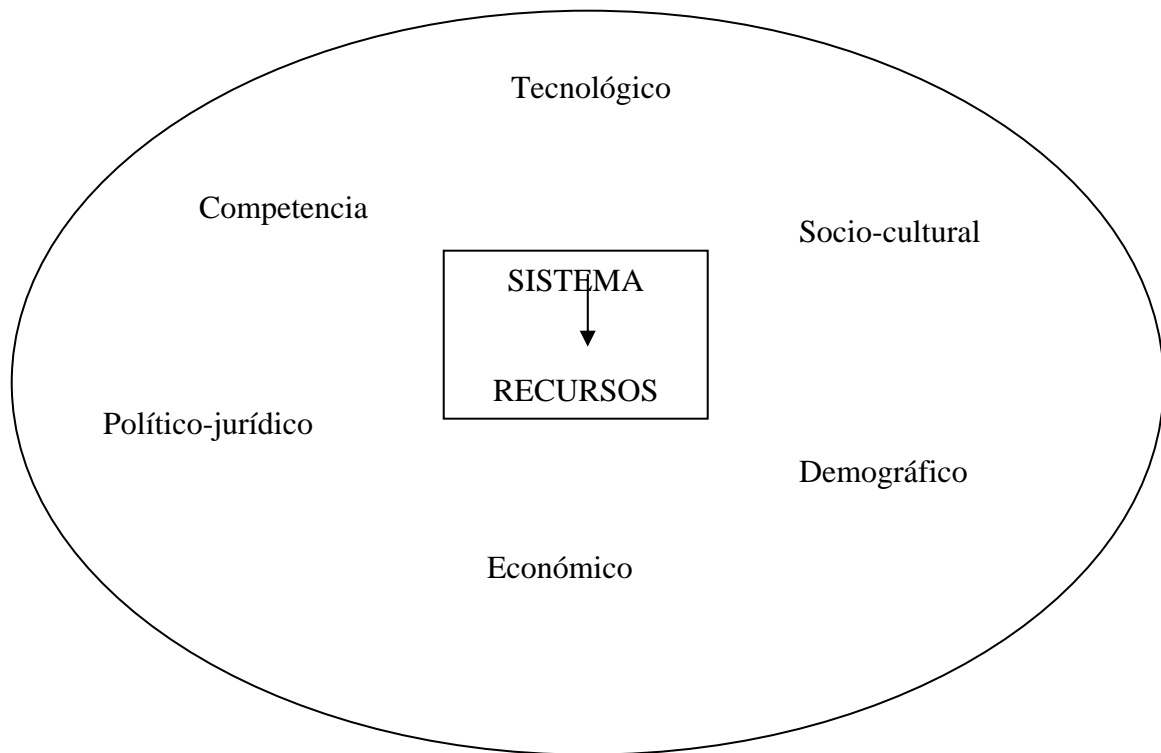 Tecnológico
Competencia
Socio-cultural
SISTEMA
RECURSOS
Político-jurídico
Demográfico
Económico